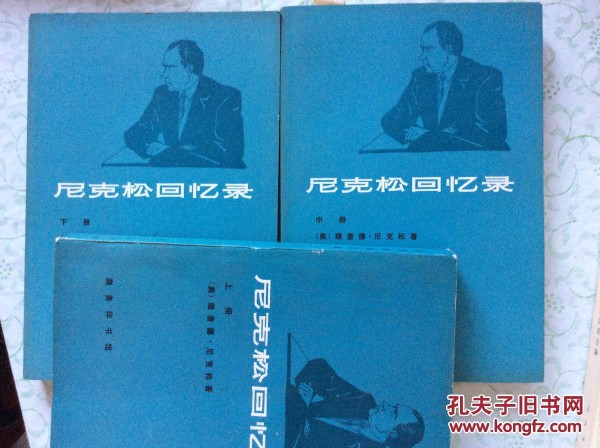 尼克松回忆录
下册
尼克松回忆录
中册
(美)理查德·尼克松著
尼克松回忆
上册
(美)理查德·尼克松著
商务印书馆
孔夫子旧书网
KONGFZ.COM